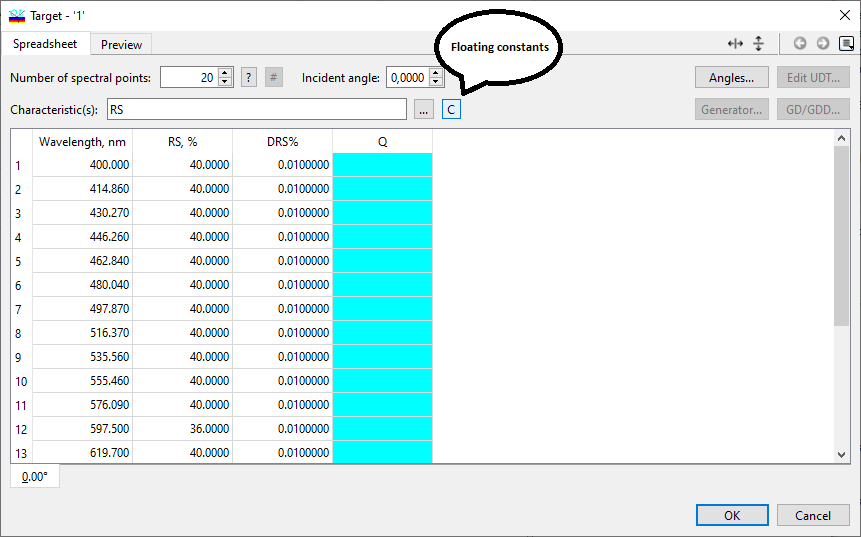 Target - '1'
Spreadsheet Preview
Floating constants
Number of spectral points: 20 ? # Incident angle: 0,0000 Angles... Edit UDT...
Characteristic(s): RS ... C Generator... GD/GDD...
Wavelength, nm RS, % DRS% Q
1 400.000 40.0000 0.0100000
2 414.860 40.0000 0.0100000
3 430.270 40.0000 0.0100000
4 446.260 40.0000 0.0100000
5 462.840 40.0000 0.0100000
6 480.040 40.0000 0.0100000
7 497.870 40.0000 0.0100000
8 516.370 40.0000 0.0100000
9 535.560 40.0000 0.0100000
10 555.460 40.0000 0.0100000
11 576.090 40.0000 0.0100000
12 597.500 36.0000 0.0100000
13 619.700 40.0000 0.0100000
0.00°
OK Cancel